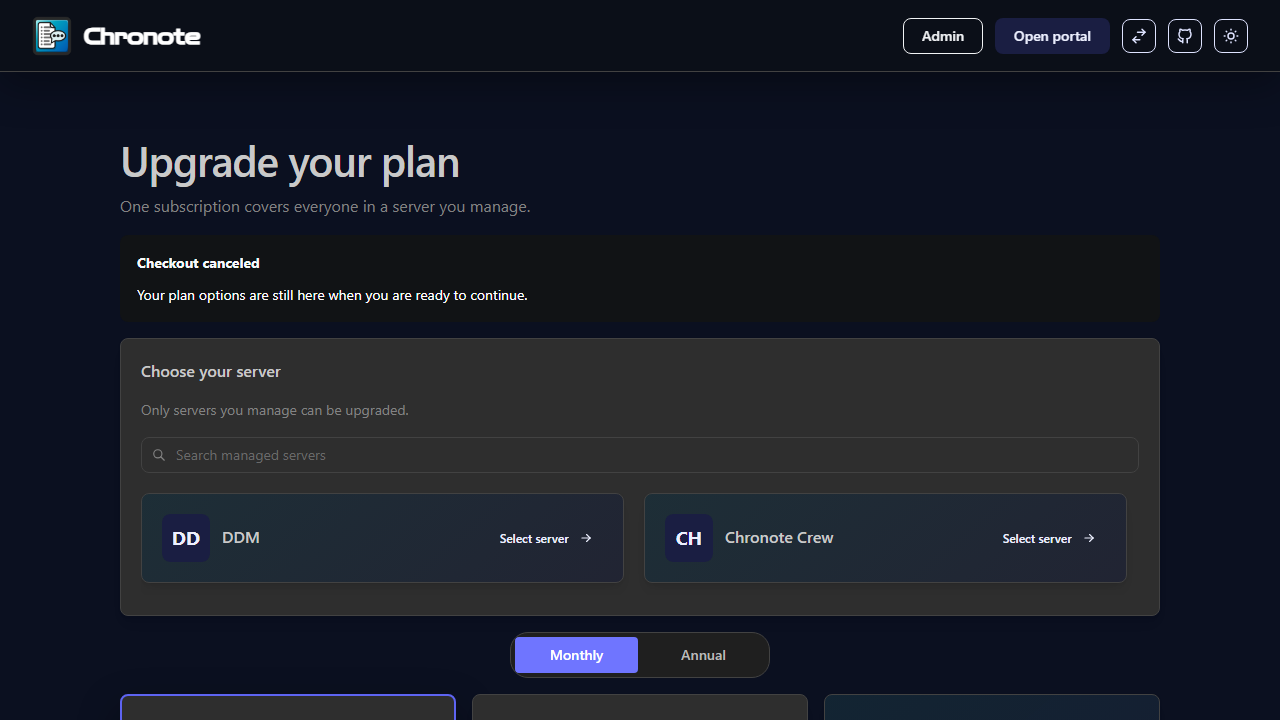 Chronote
Admin
Open portal
Upgrade your plan
One subscription covers everyone in a server you manage.
Checkout canceled
Your plan options are still here when you are ready to continue.
Choose your server
Only servers you manage can be upgraded.
Search managed servers
DD
DDM
Select server
CH
Chronote Crew
Select server
Monthly
Annual